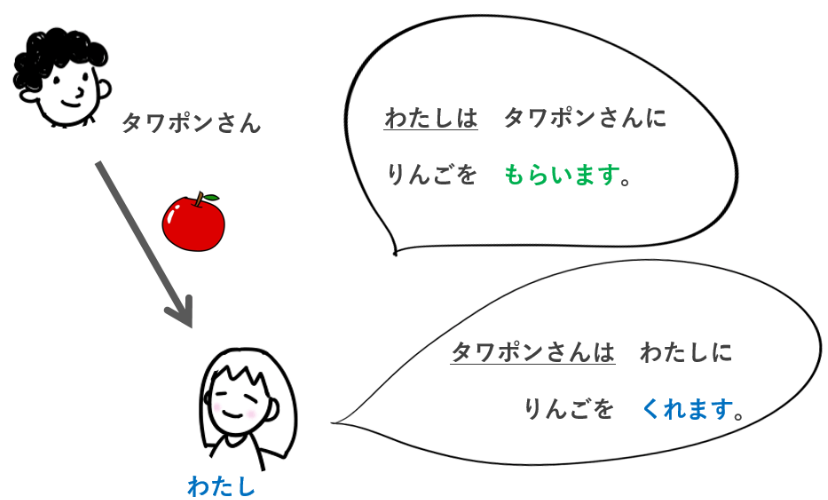 タワポンさん
わたしは　タワポンさんに
りんごを　もらいます。
タワポンさんは　わたしに
りんごを　くれます。
わたし